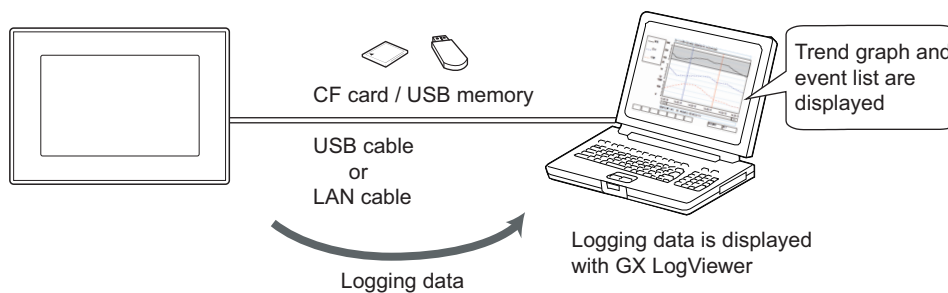 CF card / USB memory
USB cable
or
LAN cable
Logging data
Trend graph and
event list are
displayed
Logging data is displayed
with GX LogViewer